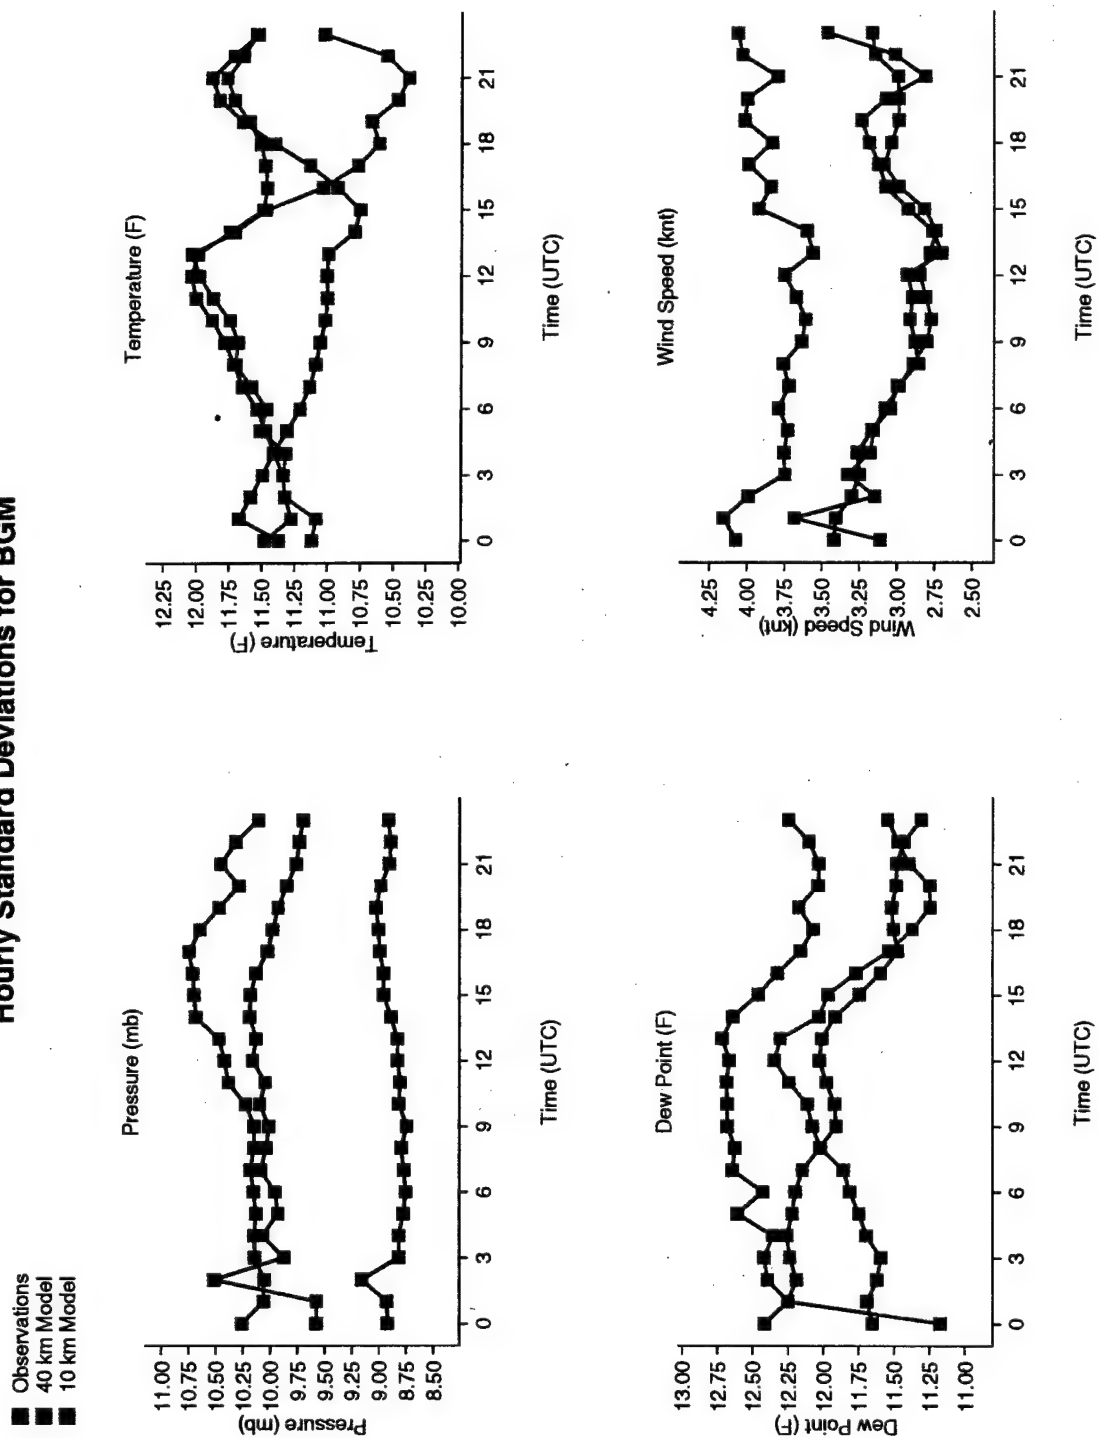 Hourly Standard Deviations for BGM
Observations
40 km Model
10 km Model
Pressure (mb)
Pressure (mb)
11.00
10.75
10.50
10.25
10.00
9.75
9.50
9.25
9.00
8.75
8.50
0 3 6 9 12 15 18 21
Time (UTC)
Temperature (F)
Temperature (F)
12.25
12.00
11.75
11.50
11.25
11.00
10.75
10.50
10.25
10.00
0 3 6 9 12 15 18 21
Time (UTC)
Dew Point (F)
Dew Point (F)
13.00
12.75
12.50
12.25
12.00
11.75
11.50
11.25
11.00
0 3 6 9 12 15 18 21
Time (UTC)
Wind Speed (knt)
Wind Speed (knt)
4.25
4.00
3.75
3.50
3.25
3.00
2.75
2.50
0 3 6 9 12 15 18 21
Time (UTC)